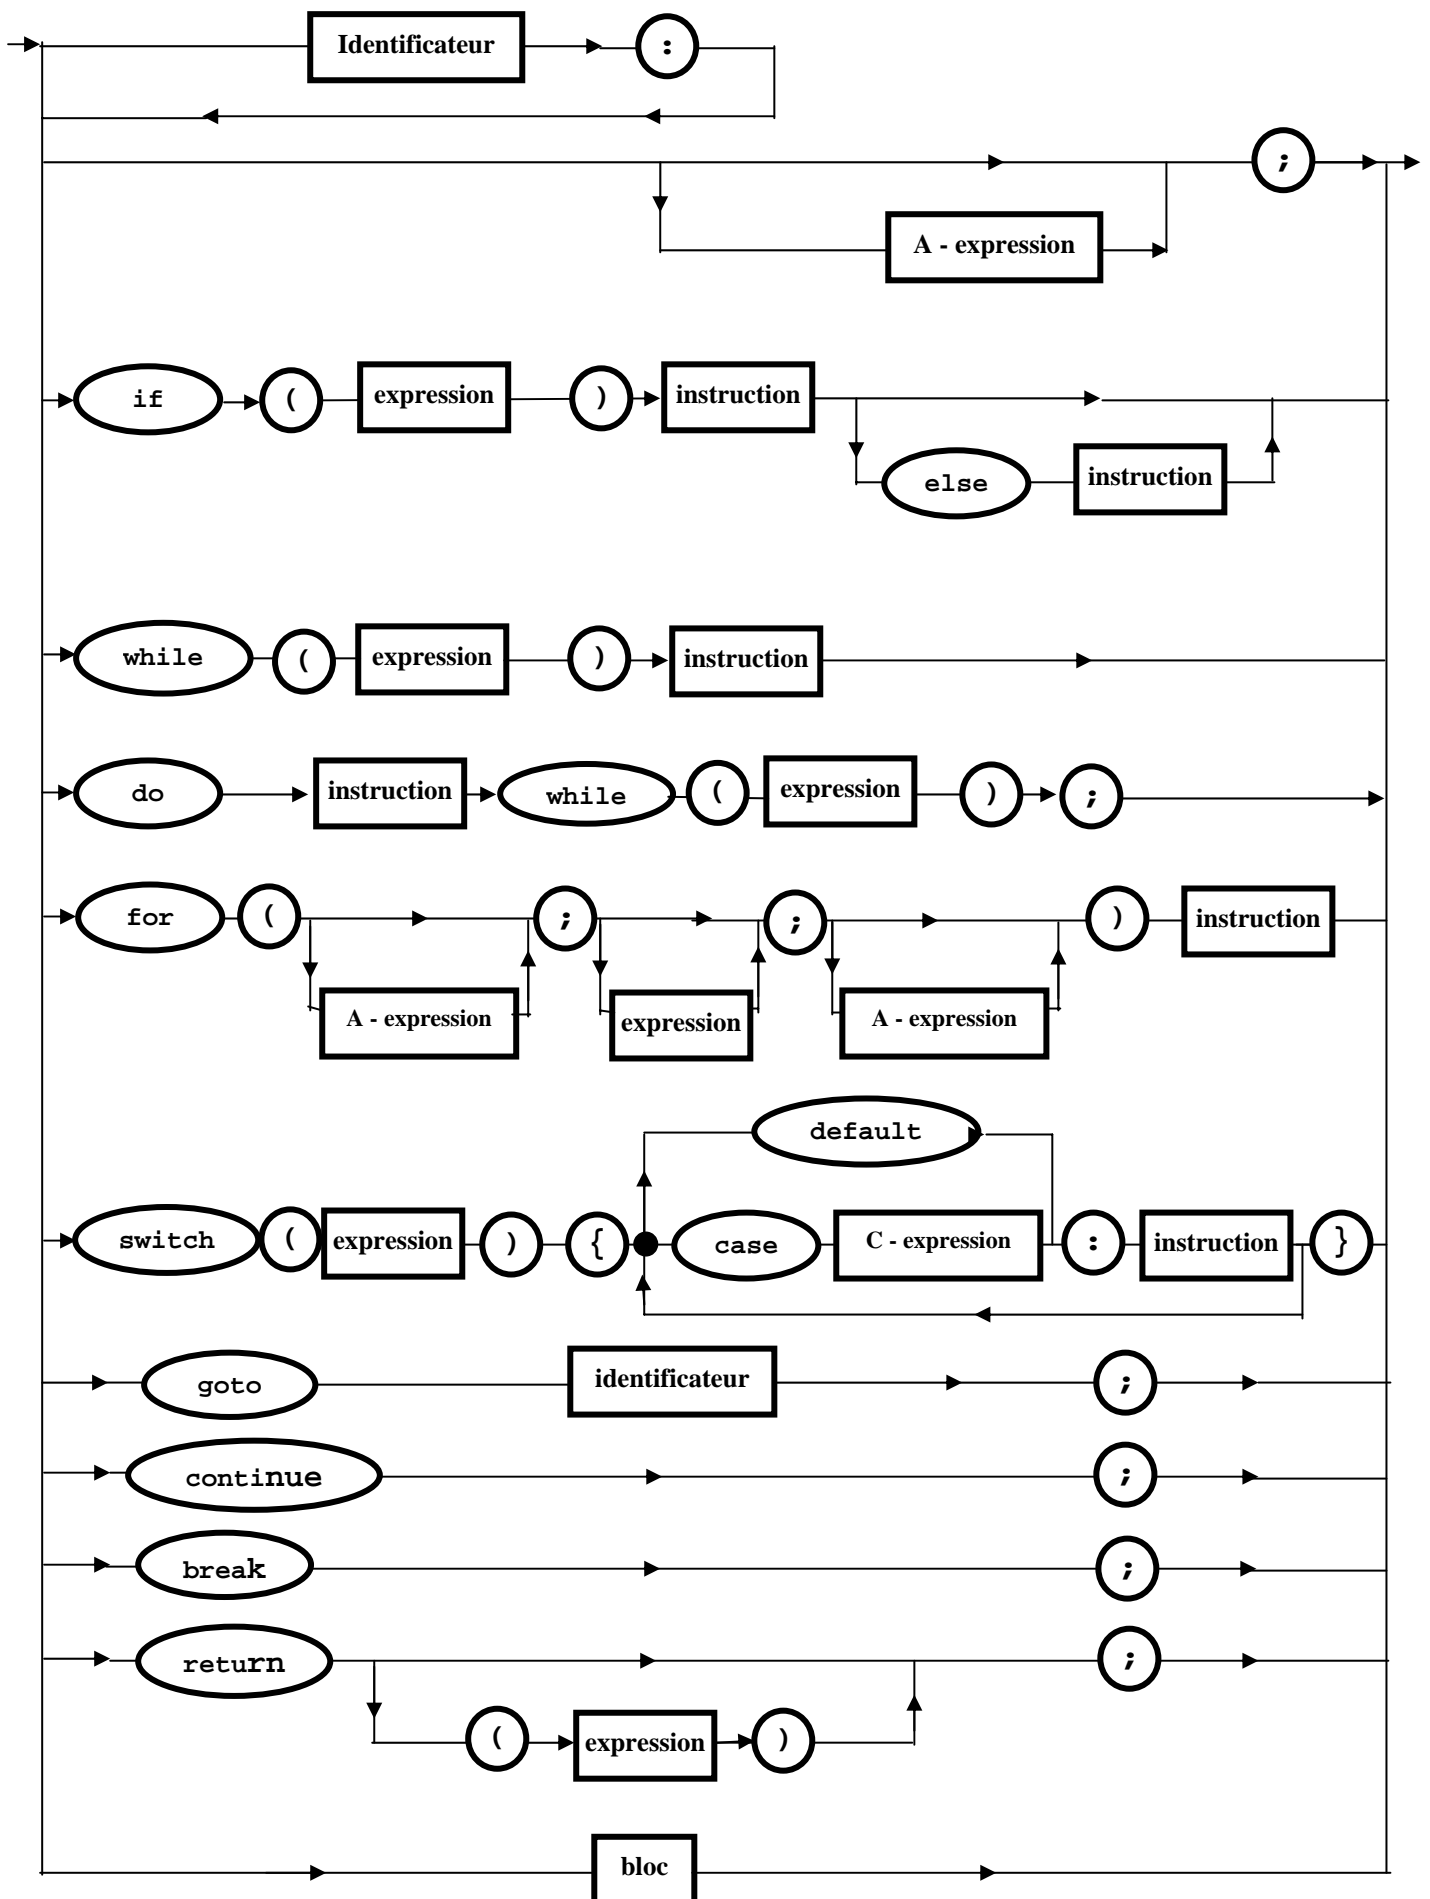 Identificateur :
;
A - expression
if ( expression ) instruction
else instruction
while ( expression ) instruction
do instruction while ( expression ) ;
for ( ; ; ) instruction
A - expression expression A - expression
default
switch ( expression ) { case C - expression : instruction }
goto identificateur ;
continue ;
break ;
return ;
( expression )
bloc